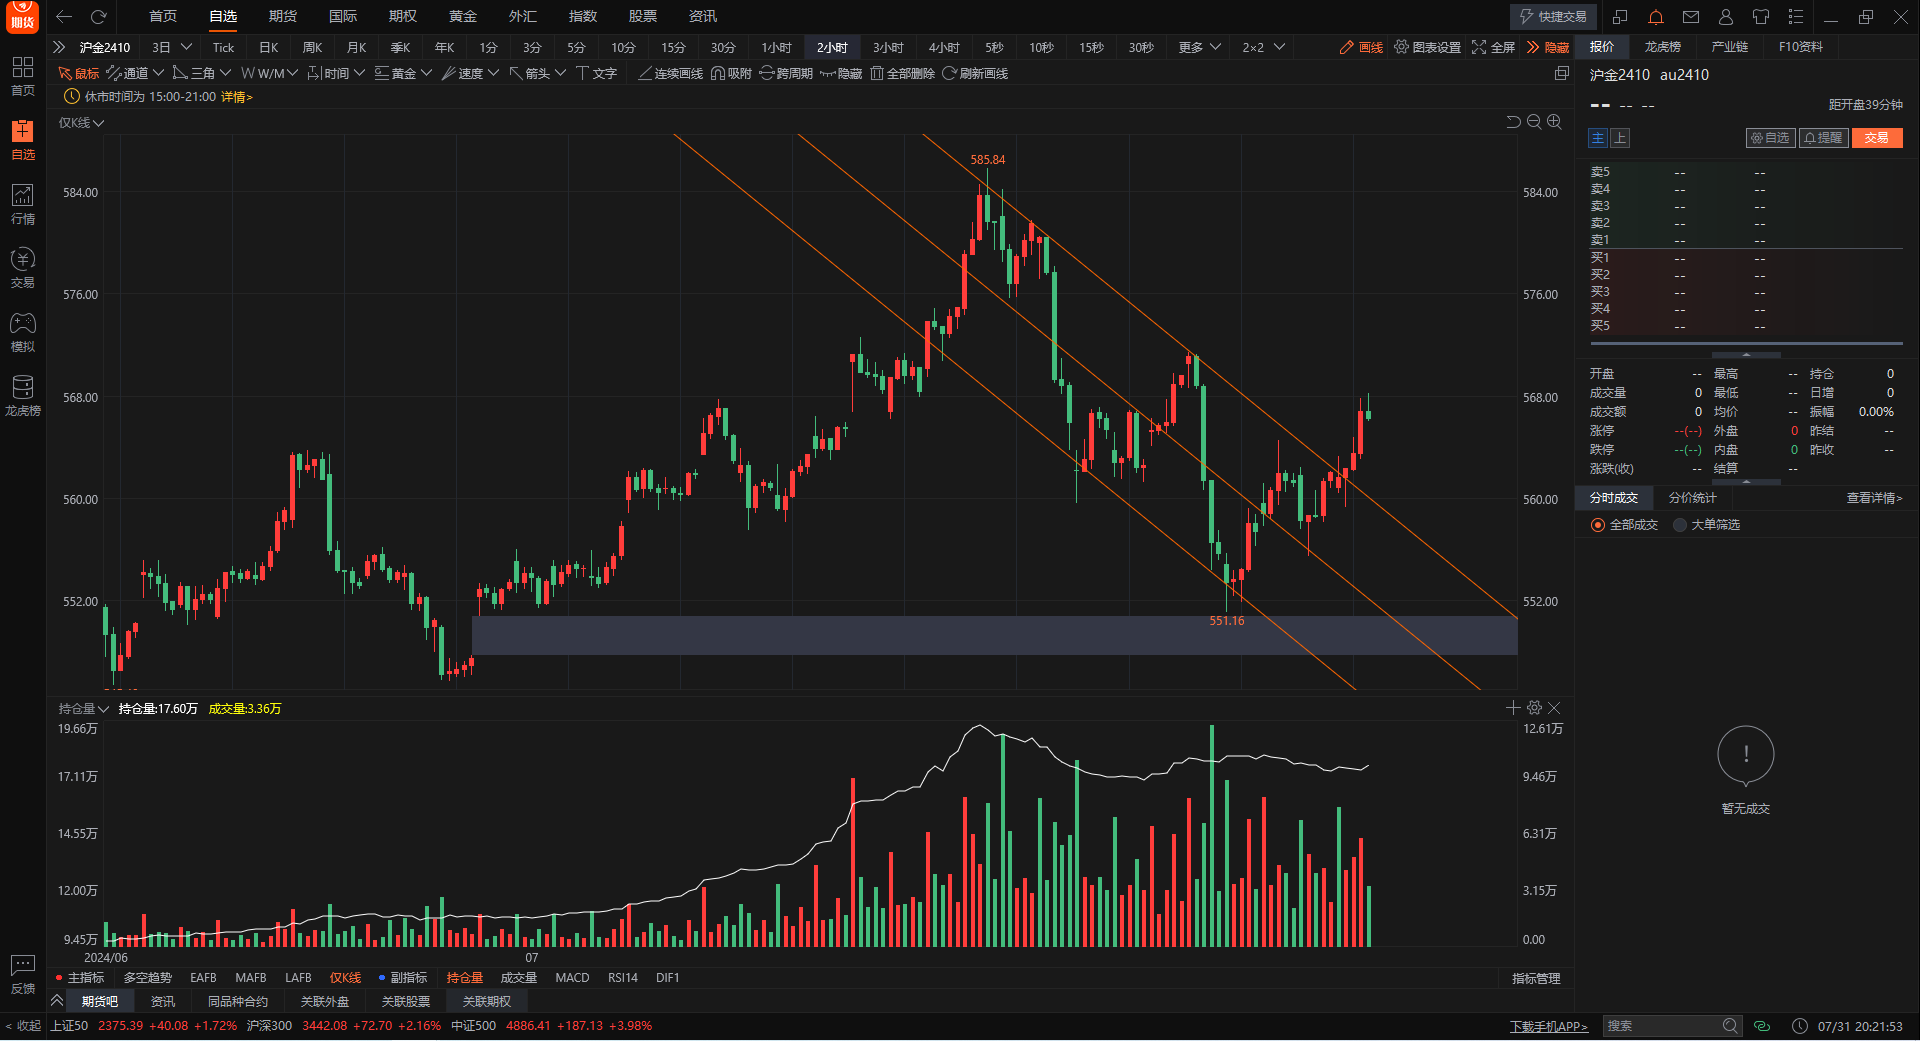 期货 首页 自选 期货 国际 期权 黄金 外汇 指数 股票 资讯 快捷交易
沪金2410 3日 Tick 日K 周K 月K 季K 年K 1分 3分 5分 10分 15分 30分 1小时 2小时 3小时 4小时 5秒 10秒 15秒 30秒 更多 2×2 画线 图表设置 全屏 隐藏 报价 龙虎榜 产业链 F10资料
鼠标 通道 三角 W/M 时间 黄金 速度 箭头 文字 连续画线 吸附 跨周期 隐藏 全部删除 刷新画线
休市时间为 15:00-21:00 详情>
仅K线
首页
自选
行情
交易
模拟
龙虎榜
反馈
< 收起
584.00
576.00
568.00
560.00
552.00
585.84
551.16
584.00
576.00
568.00
560.00
552.00
持仓量 持仓量:17.60万 成交量:3.36万
19.66万
17.11万
14.55万
12.00万
9.45万
12.61万
9.46万
6.31万
3.15万
0.00
2024/06 07
主指标 多空趋势 EAFB MAFB LAFB 仅K线 副指标 持仓量 成交量 MACD RSI14 DIF1 指标管理
期货吧 资讯 同品种合约 关联外盘 关联股票 关联期权
上证50 2375.39 +40.08 +1.72% 沪深300 3442.08 +72.70 +2.16% 中证500 4886.41 +187.13 +3.98% 下载手机APP> 搜索 07/31 20:21:53
沪金2410 au2410
-- -- -- 距开盘39分钟
主 上 自选 提醒 交易
卖5 -- --
卖4 -- --
卖3 -- --
卖2 -- --
卖1 -- --
买1 -- --
买2 -- --
买3 -- --
买4 -- --
买5 -- --
开盘 -- 最高 -- 持仓 0
成交量 0 最低 -- 日增 0
成交额 0 均价 -- 振幅 0.00%
涨停 --(--) 外盘 0 昨结 --
跌停 --(--) 内盘 0 昨收 --
涨跌(收) -- 结算 --
分时成交 分价统计 查看详情>
全部成交 大单筛选
!
暂无成交